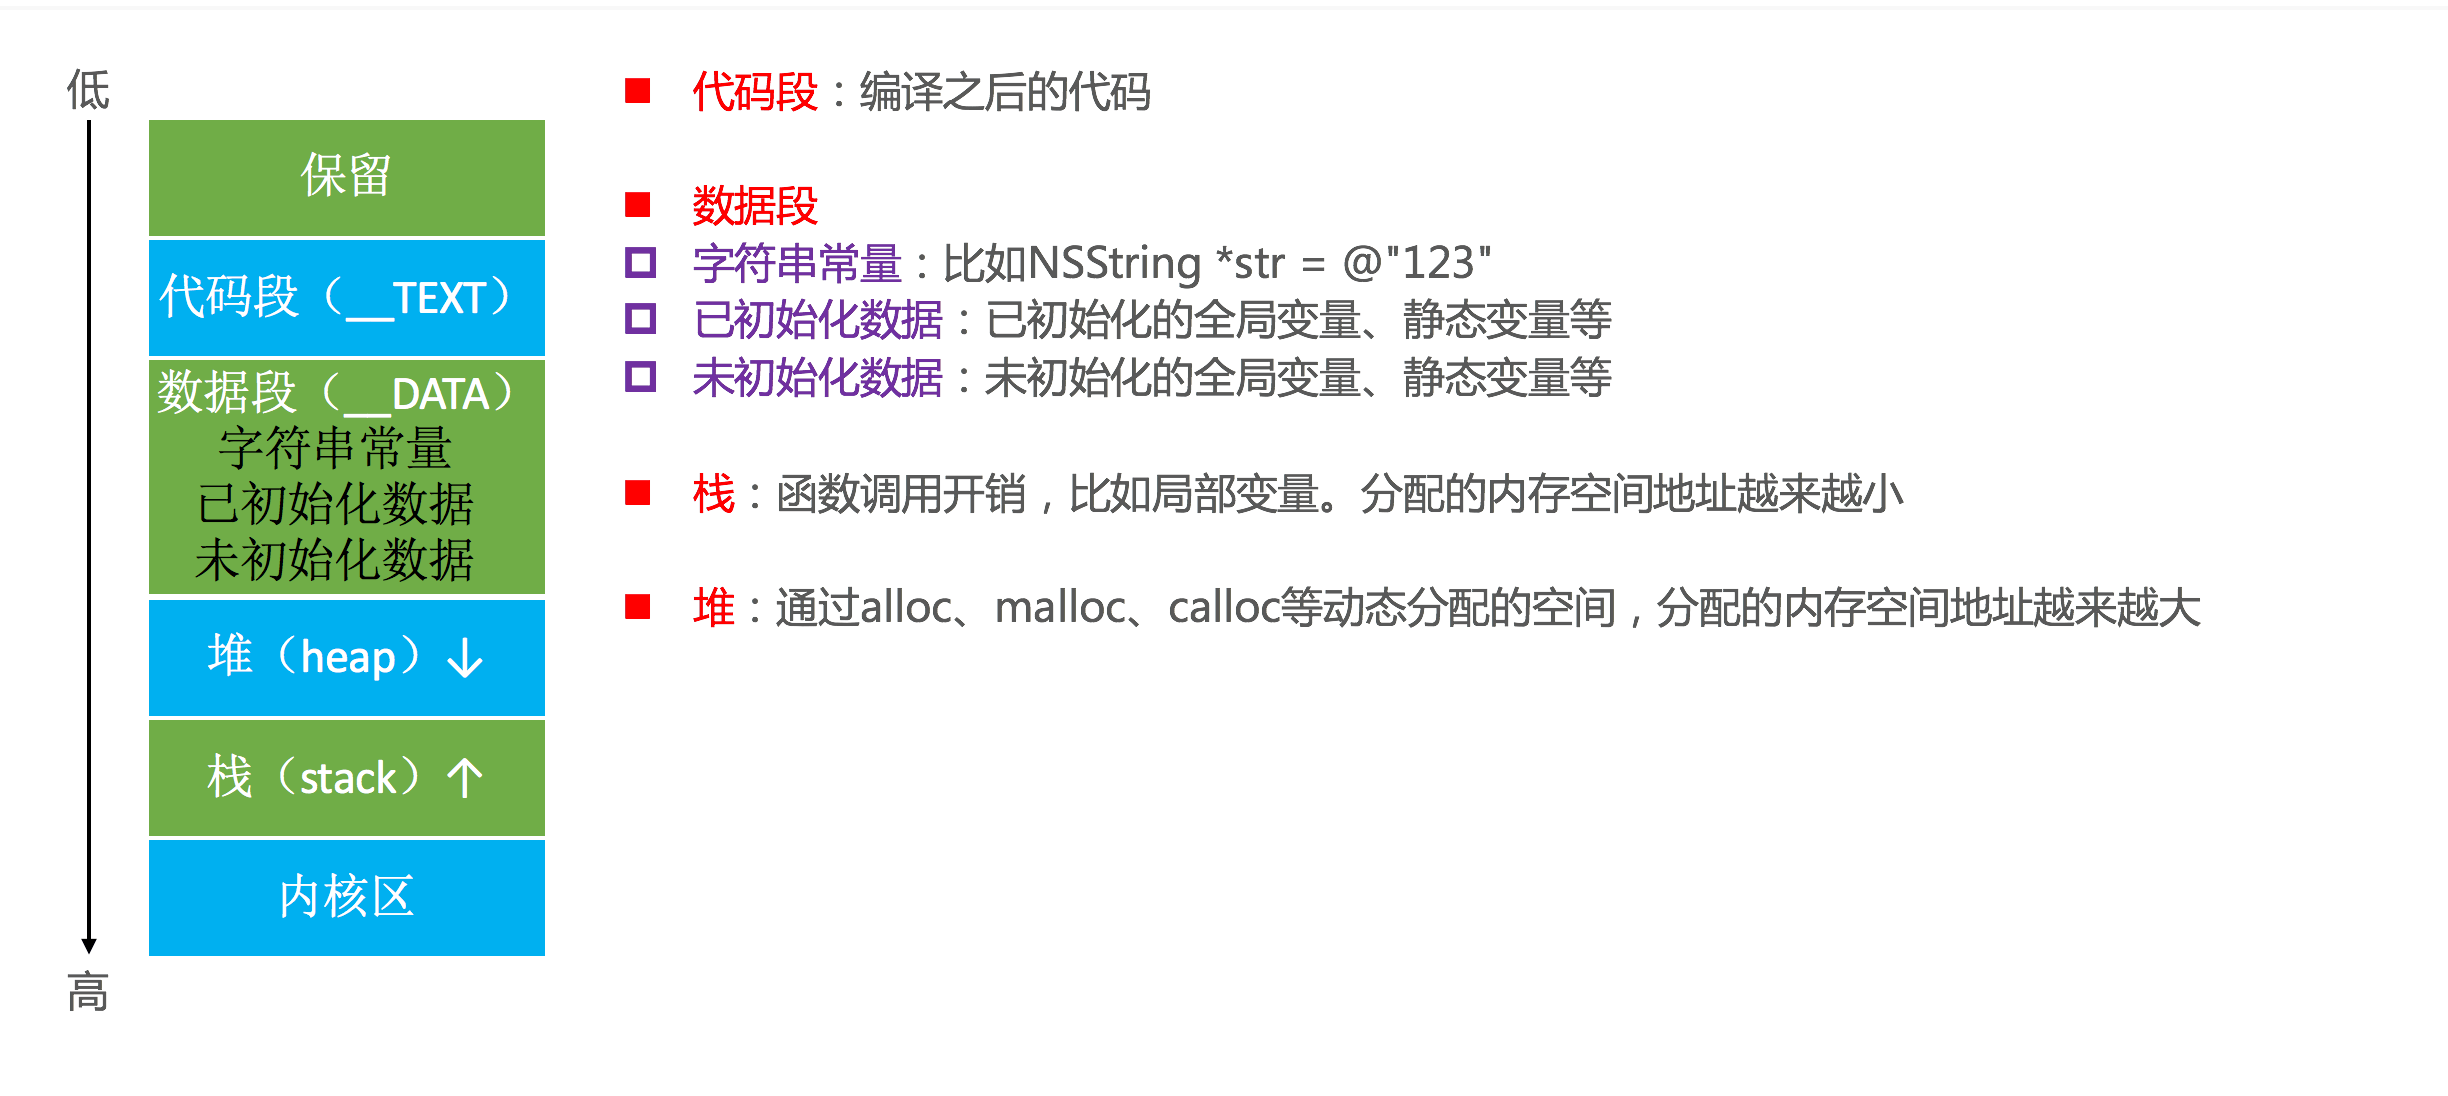 低
保留
代码段（__TEXT）
数据段（__DATA）
字符串常量
已初始化数据
未初始化数据
堆（heap）↓
栈（stack）↑
内核区
高
代码段：编译之后的代码
数据段
字符串常量：比如NSString *str = @"123"
已初始化数据：已初始化的全局变量、静态变量等
未初始化数据：未初始化的全局变量、静态变量等
栈：函数调用开销，比如局部变量。分配的内存空间地址越来越小
堆：通过alloc、malloc、calloc等动态分配的空间，分配的内存空间地址越来越大